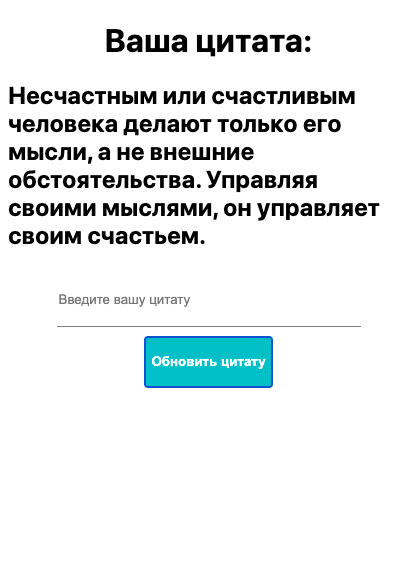 Ваша цитата:
Несчастным или счастливым
человека делают только его
мысли, а не внешние
обстоятельства. Управляя
своими мыслями, он управляет
своим счастьем.
Введите вашу цитату
Обновить цитату